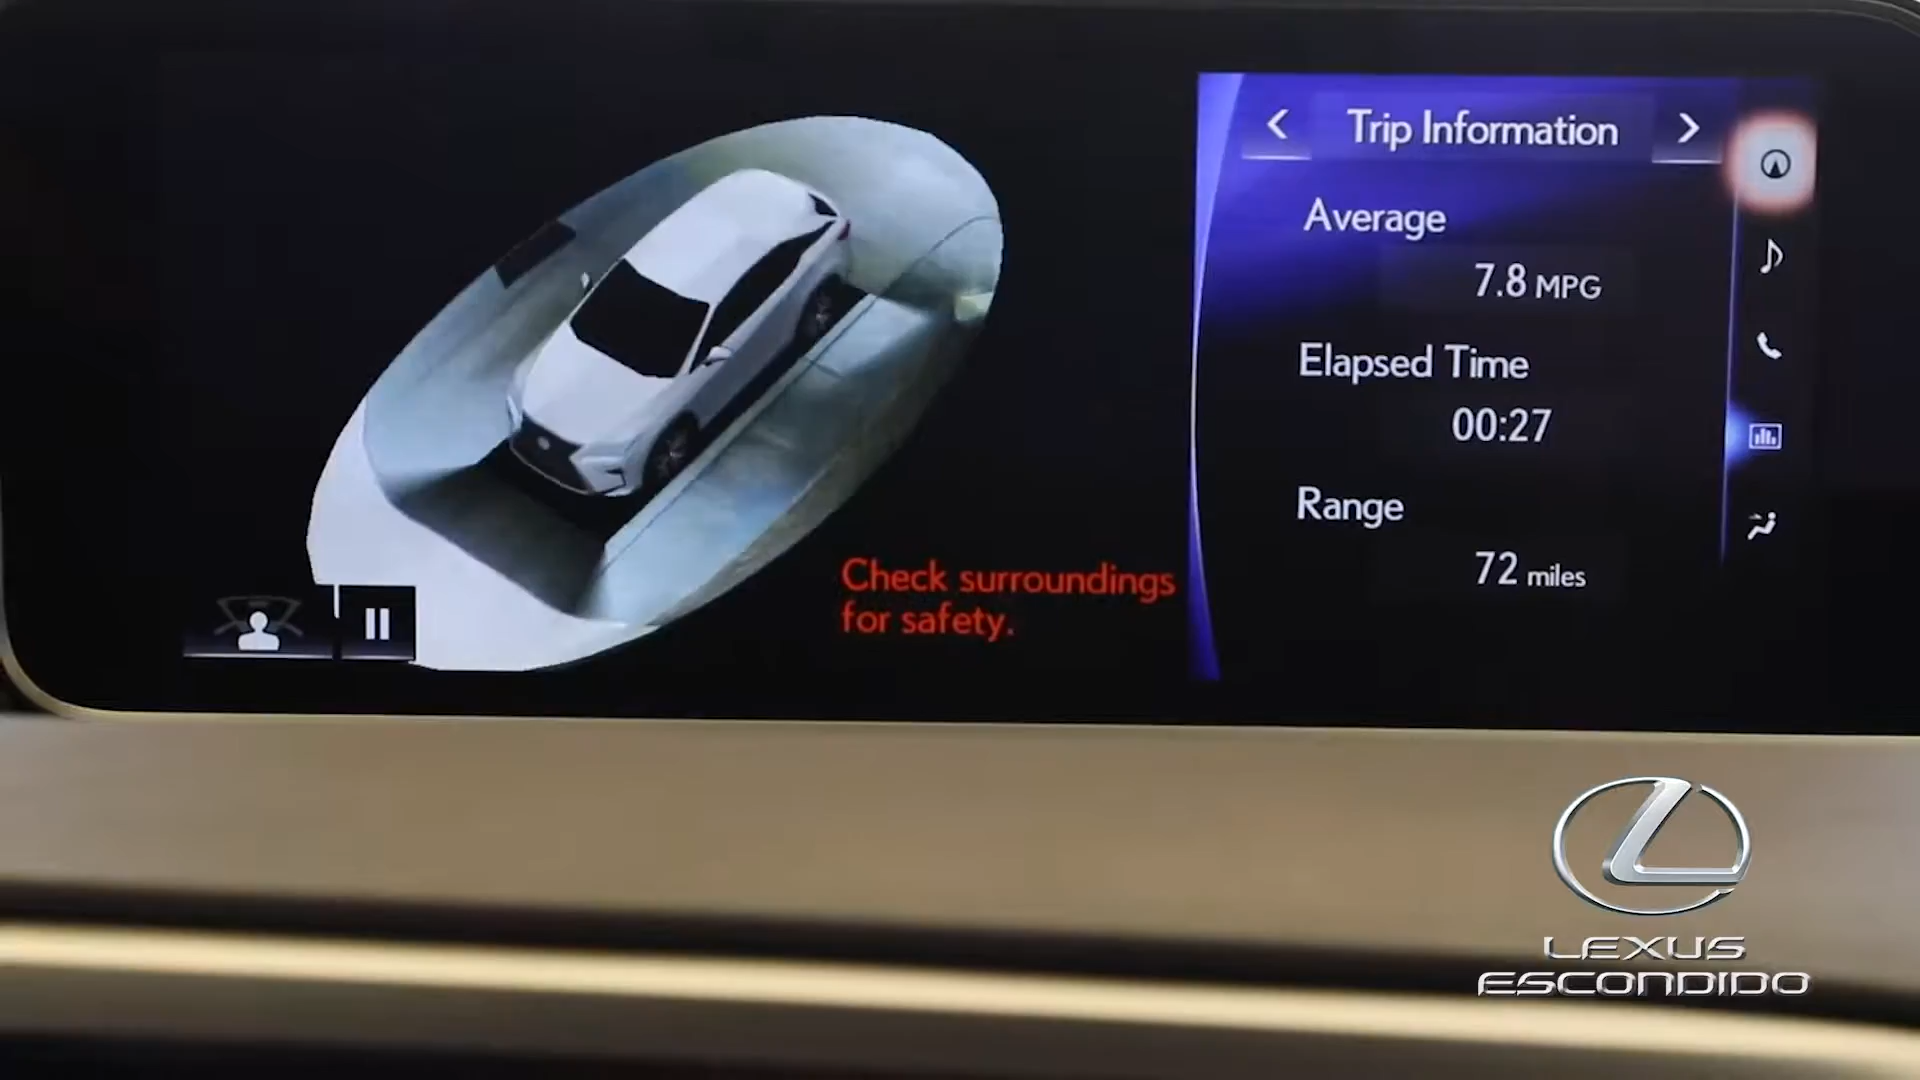 Trip Information
Average
7.8 MPG
Elapsed Time
00:27
Range
72 miles
Check surroundings
for safety.
LEXUS
ESCONDIDO